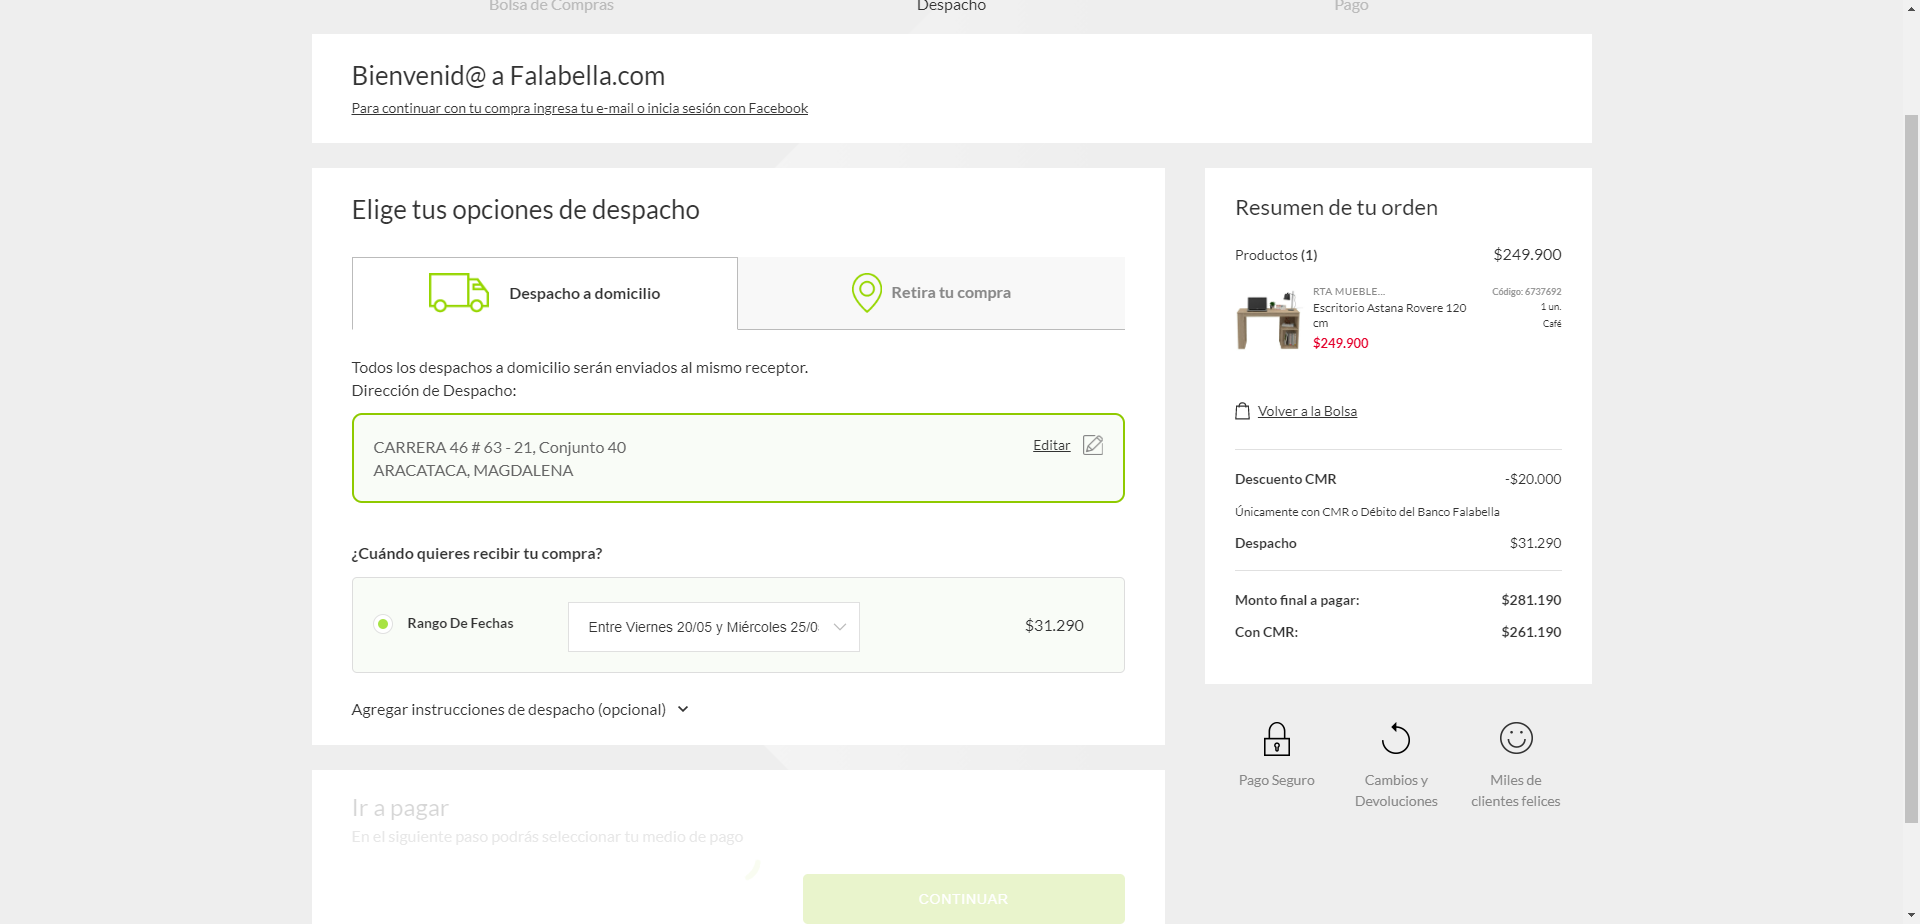 Bolsa de Compras
Despacho
Pago
Bienvenid@ a Falabella.com
Para continuar con tu compra ingresa tu e-mail o inicia sesión con Facebook
Elige tus opciones de despacho
Despacho a domicilio
Retira tu compra
Todos los despachos a domicilio serán enviados al mismo receptor.
Dirección de Despacho:
CARRERA 46 # 63 - 21, Conjunto 40
ARACATACA, MAGDALENA
Editar
¿Cuándo quieres recibir tu compra?
Rango De Fechas
Entre Viernes 20/05 y Miércoles 25/0
$31.290
Agregar instrucciones de despacho (opcional)
Ir a pagar
En el siguiente paso podrás seleccionar tu medio de pago
CONTINUAR
Resumen de tu orden
Productos (1)
$249.900
RTA MUEBLE...
Código: 6737692
Escritorio Astana Rovere 120
cm
1 un.
Café
$249.900
Volver a la Bolsa
Descuento CMR
-$20.000
Únicamente con CMR o Débito del Banco Falabella
Despacho
$31.290
Monto final a pagar:
$281.190
Con CMR:
$261.190
Pago Seguro
Cambios y
Devoluciones
Miles de
clientes felices